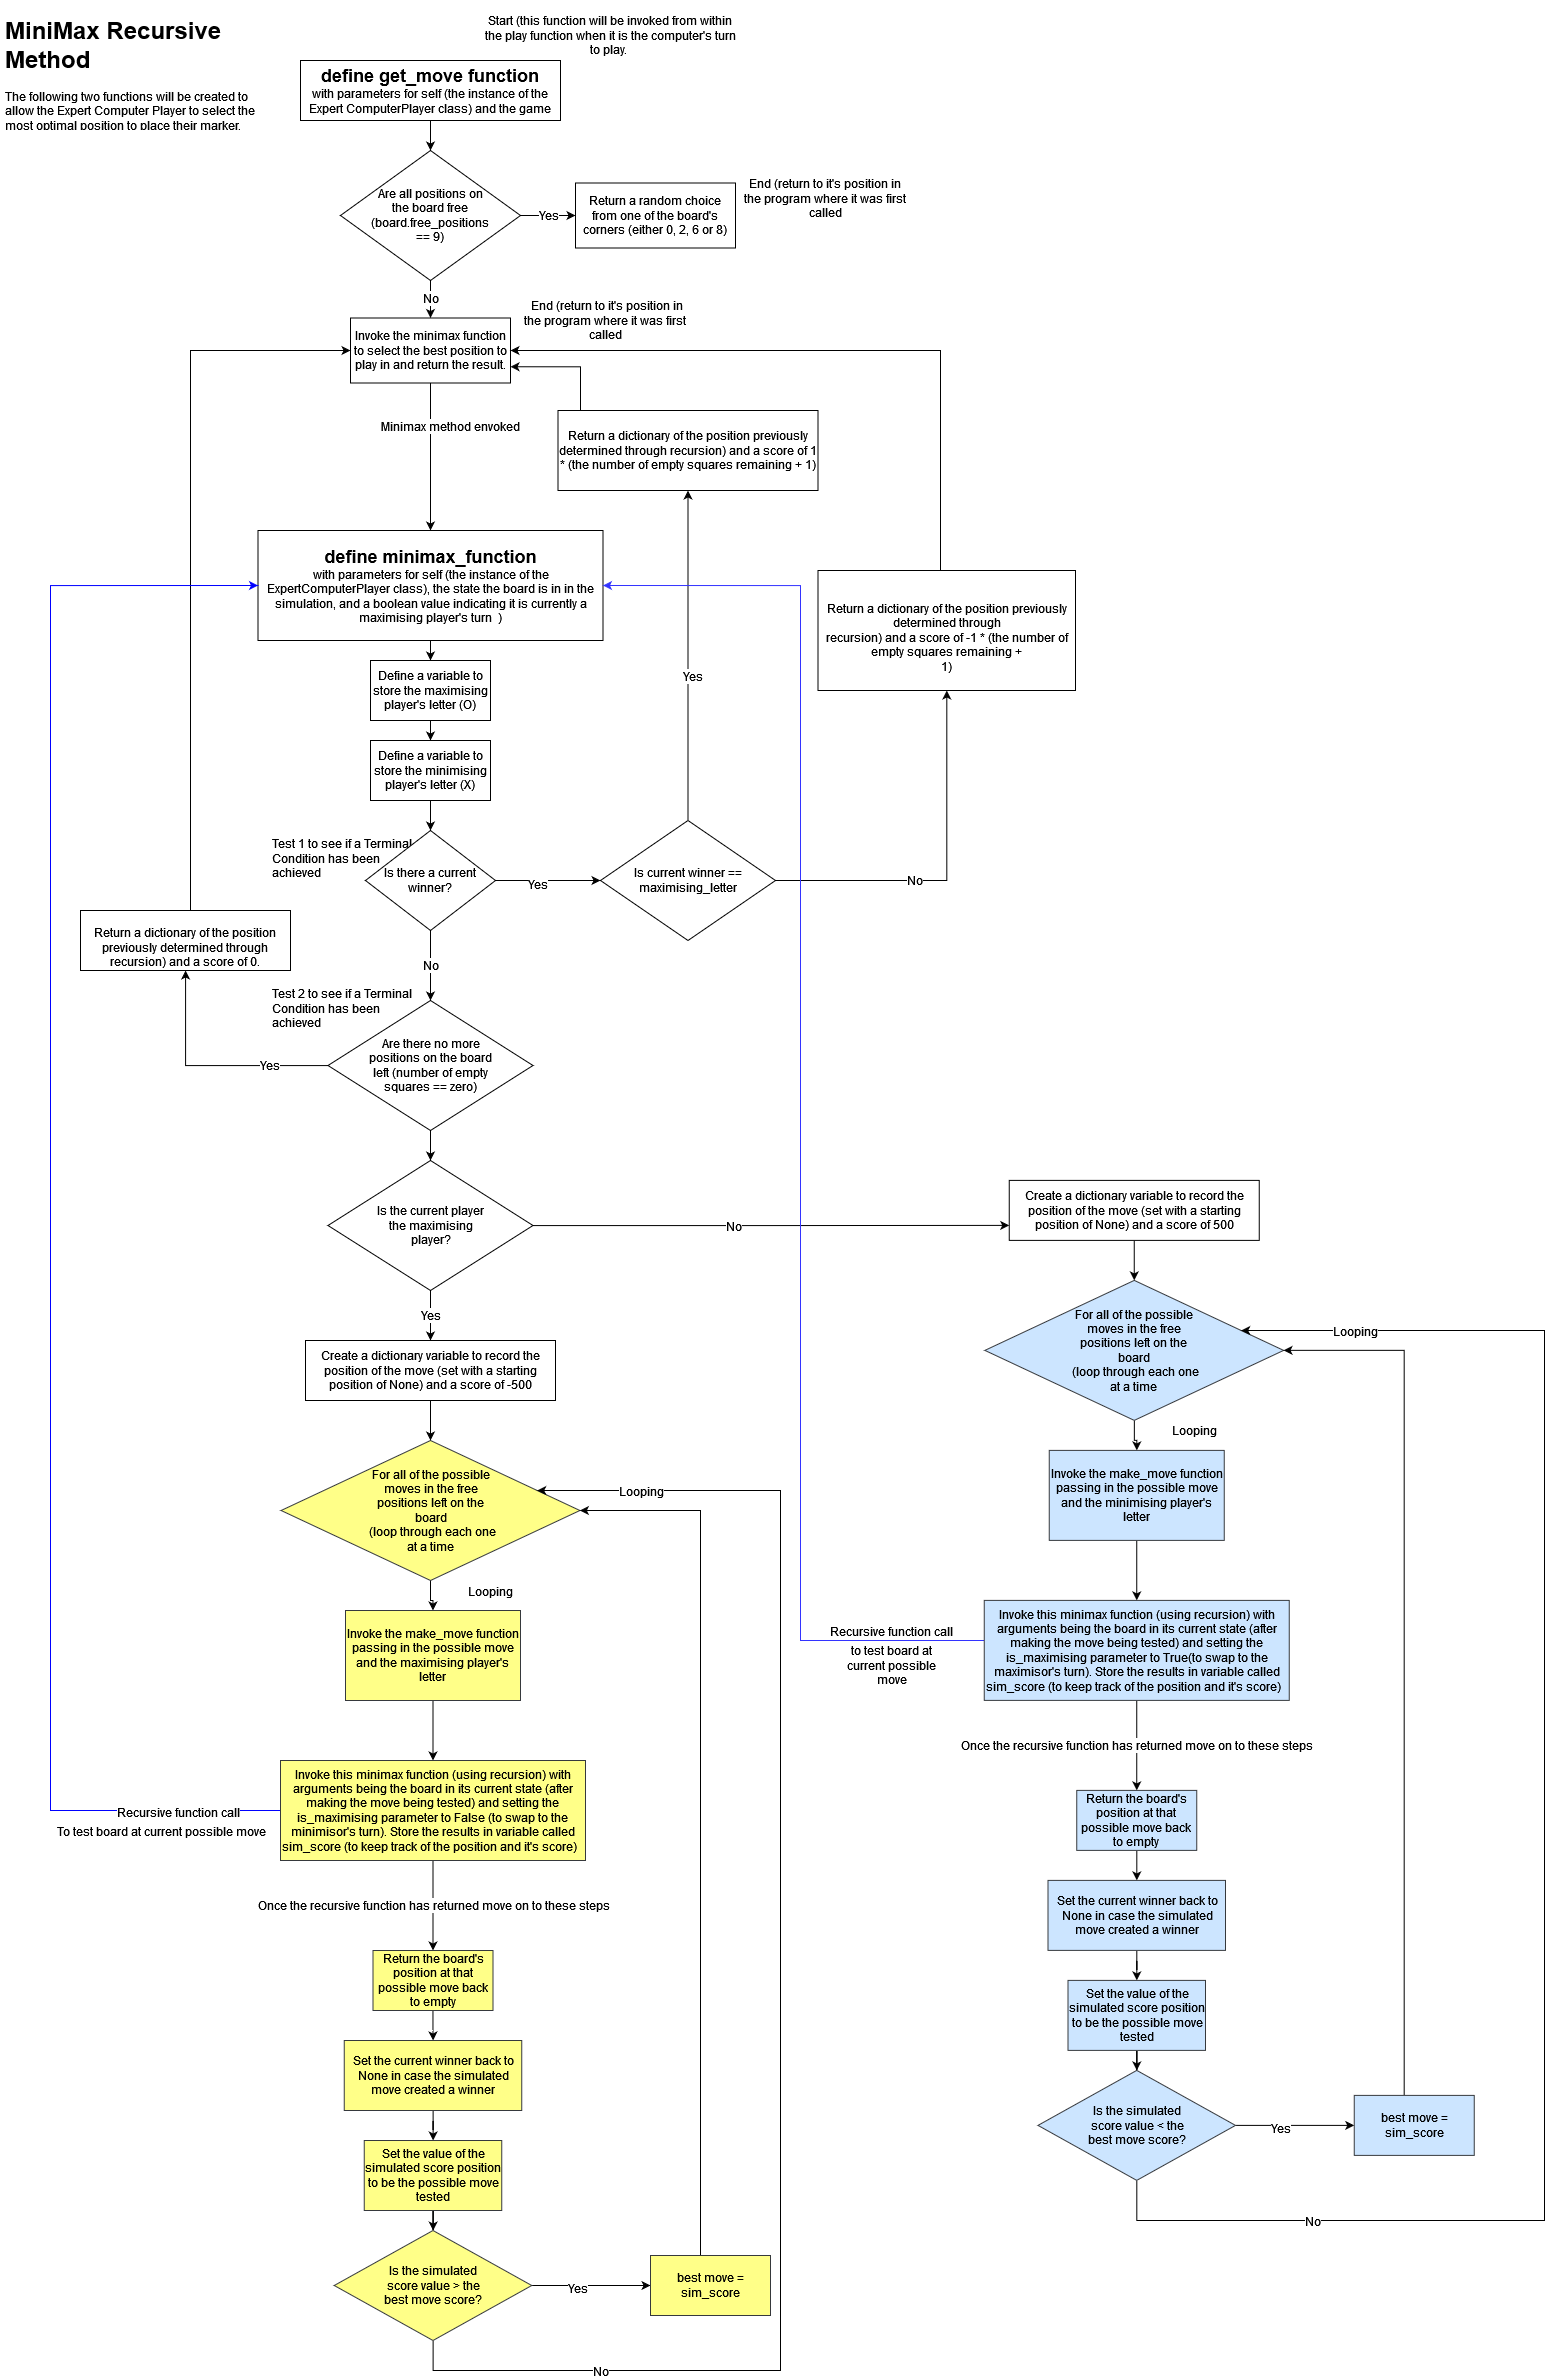 MiniMax Recursive
Method
The following two functions will be created to
allow the Expert Computer Player to select the
most optimal position to place their marker.
Start (this function will be invoked from within
the play function when it is the computer's turn
to play.
define get_move function
with parameters for self (the instance of the
Expert ComputerPlayer class) and the game
Are all positions on
the board free
(board.free_positions
== 9)
Yes
Return a random choice
from one of the board's
corners (either 0, 2, 6 or 8)
End (return to it's position in
the program where it was first
called
No
End (return to it's position in
the program where it was first
called
Invoke the minimax function
to select the best position to
play in and return the result.
Minimax method envoked
Return a dictionary of the position previously
determined through recursion) and a score of 1
* (the number of empty squares remaining + 1)
define minimax_function
with parameters for self (the instance of the
ExpertComputerPlayer class), the state the board is in in the
simulation, and a boolean value indicating it is currently a
maximising player's turn  )
Return a dictionary of the position previously
determined through
recursion) and a score of -1 * (the number of
empty squares remaining +
1)
Yes
Define a variable to
store the maximising
player's letter (O)
Define a variable to
store the minimising
player's letter (X)
Test 1 to see if a Terminal
Condition has been
achieved
Is there a current
winner?
Yes
Is current winner ==
maximising_letter
No
Return a dictionary of the position
previously determined through
recursion) and a score of 0.
No
Test 2 to see if a Terminal
Condition has been
achieved
Are there no more
positions on the board
left (number of empty
squares == zero)
Yes
Is the current player
the maximising
player?
No
Create a dictionary variable to record the
position of the move (set with a starting
position of None) and a score of 500
Yes
Create a dictionary variable to record the
position of the move (set with a starting
position of None) and a score of -500
For all of the possible
moves in the free
positions left on the
board
(loop through each one
at a time
Looping
Looping
Invoke the make_move function
passing in the possible move
and the minimising player's
letter
For all of the possible
moves in the free
positions left on the
board
(loop through each one
at a time
Looping
Looping
Invoke the make_move function
passing in the possible move
and the maximising player's
letter
Recursive function call
to test board at
current possible
move
Invoke this minimax function (using recursion) with
arguments being the board in its current state (after
making the move being tested) and setting the
is_maximising parameter to True(to swap to the
maximisor's turn). Store the results in variable called
sim_score (to keep track of the position and it's score)
Once the recursive function has returned move on to these steps
Return the board's
position at that
possible move back
to empty
Set the current winner back to
None in case the simulated
move created a winner
Set the value of the
simulated score position
to be the possible move
tested
Is the simulated
score value < the
best move score?
Yes
best move =
sim_score
No
Recursive function call
To test board at current possible move
Invoke this minimax function (using recursion) with
arguments being the board in its current state (after
making the move being tested) and setting the
is_maximising parameter to False (to swap to the
minimisor's turn). Store the results in variable called
sim_score (to keep track of the position and it's score)
Once the recursive function has returned move on to these steps
Return the board's
position at that
possible move back
to empty
Set the current winner back to
None in case the simulated
move created a winner
Set the value of the
simulated score position
to be the possible move
tested
Is the simulated
score value > the
best move score?
Yes
best move =
sim_score
No